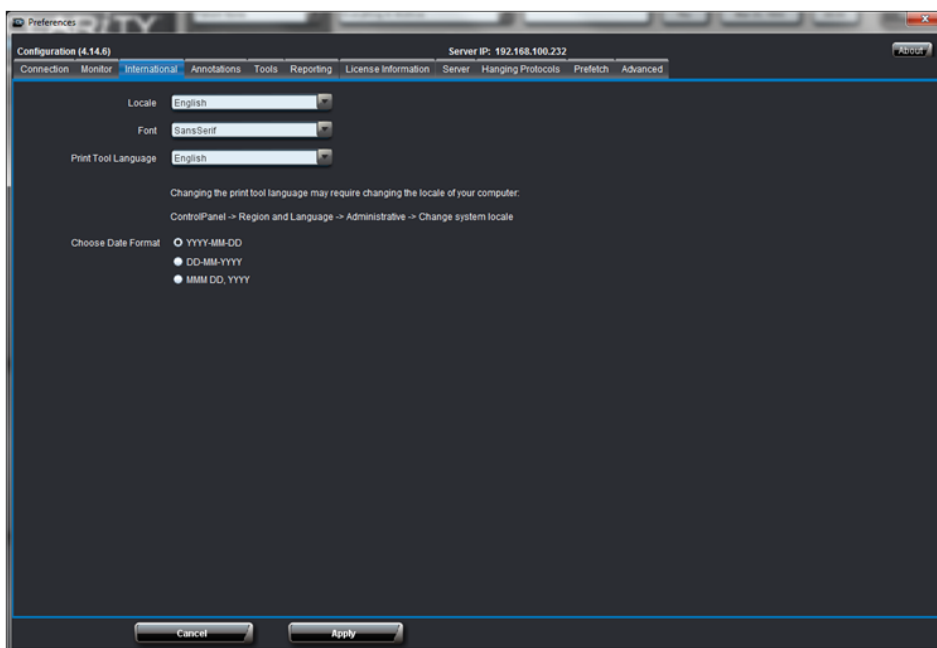 Preferences
Configuration (4.14.6)
Server IP: 192.168.100.232
About
Connection Monitor International Annotations Tools Reporting License Information Server Hanging Protocols Prefetch Advanced
Locale English
Font SansSerif
Print Tool Language English
Changing the print tool language may require changing the locale of your computer:
ControlPanel -> Region and Language -> Administrative -> Change system locale
Choose Date Format YYYY-MM-DD
DD-MM-YYYY
MMM DD, YYYY
Cancel Apply